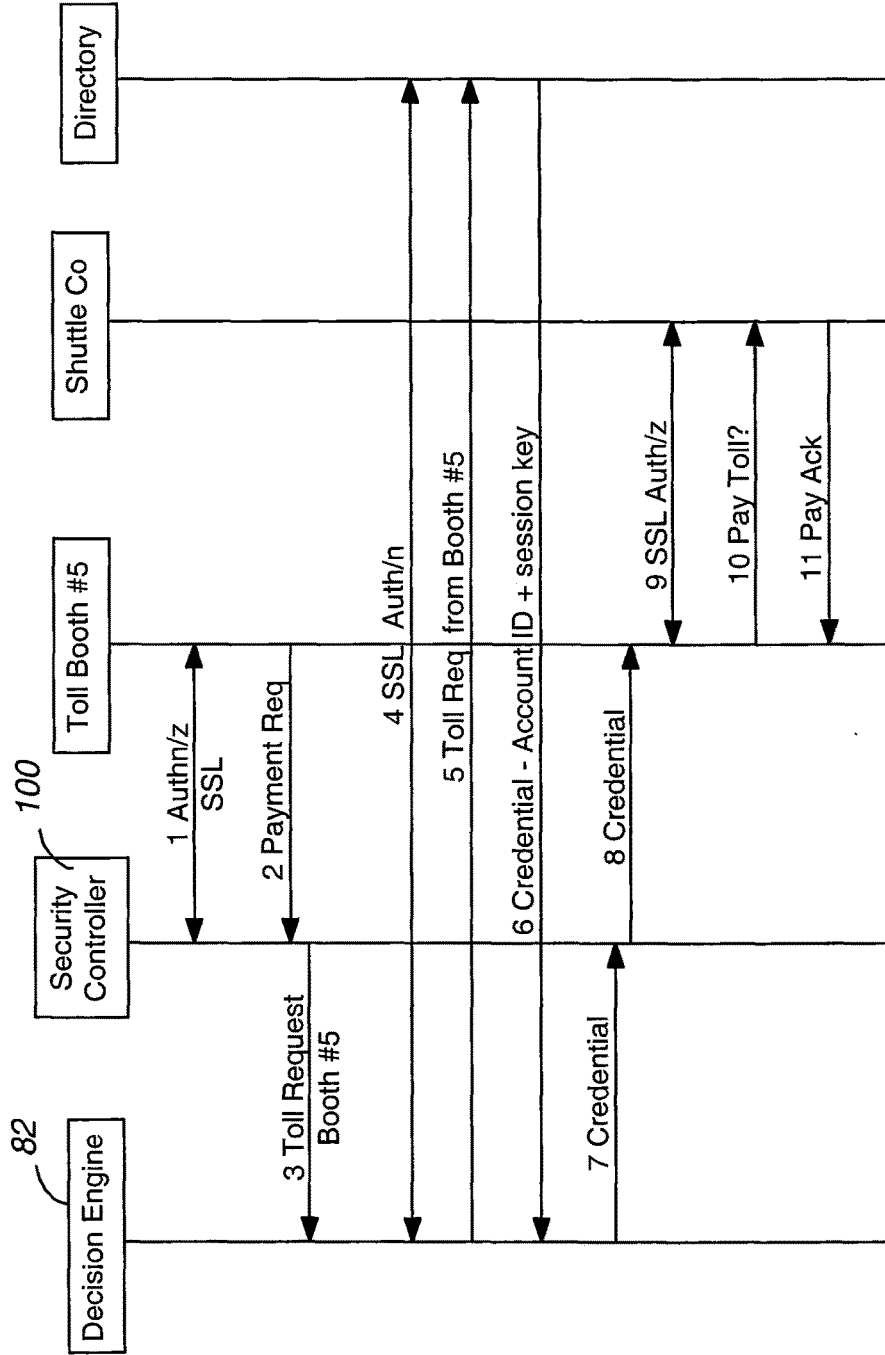 82
Decision Engine
100
Security
Controller
Toll Booth #5
Shuttle Co
Directory
1 Authn/z
SSL
2 Payment Req
3 Toll Request
Booth #5
4 SSL Auth/n
5 Toll Req from Booth #5
6 Credential - Account ID + session key
7 Credential
8 Credential
9 SSL Auth/z
10 Pay Toll?
11 Pay Ack